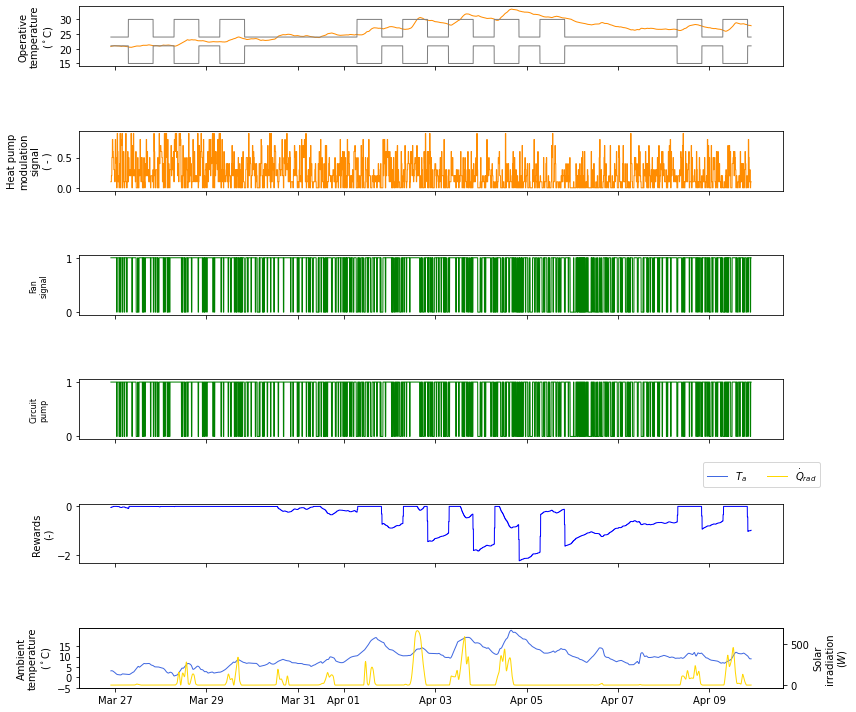 Operative
temperature
(°C)
30
25
20
15
Heat pump
modulation
signal
( - )
0.5
0.0
Fan
signal
1
0
Circuit
pump
1
0
T_a
Q̇_rad
Rewards
(-)
0
−2
Ambient
temperature
(°C)
15
10
5
0
−5
500
0
Solar
irradiation
(W)
Mar 27
Mar 29
Mar 31
Apr 01
Apr 03
Apr 05
Apr 07
Apr 09